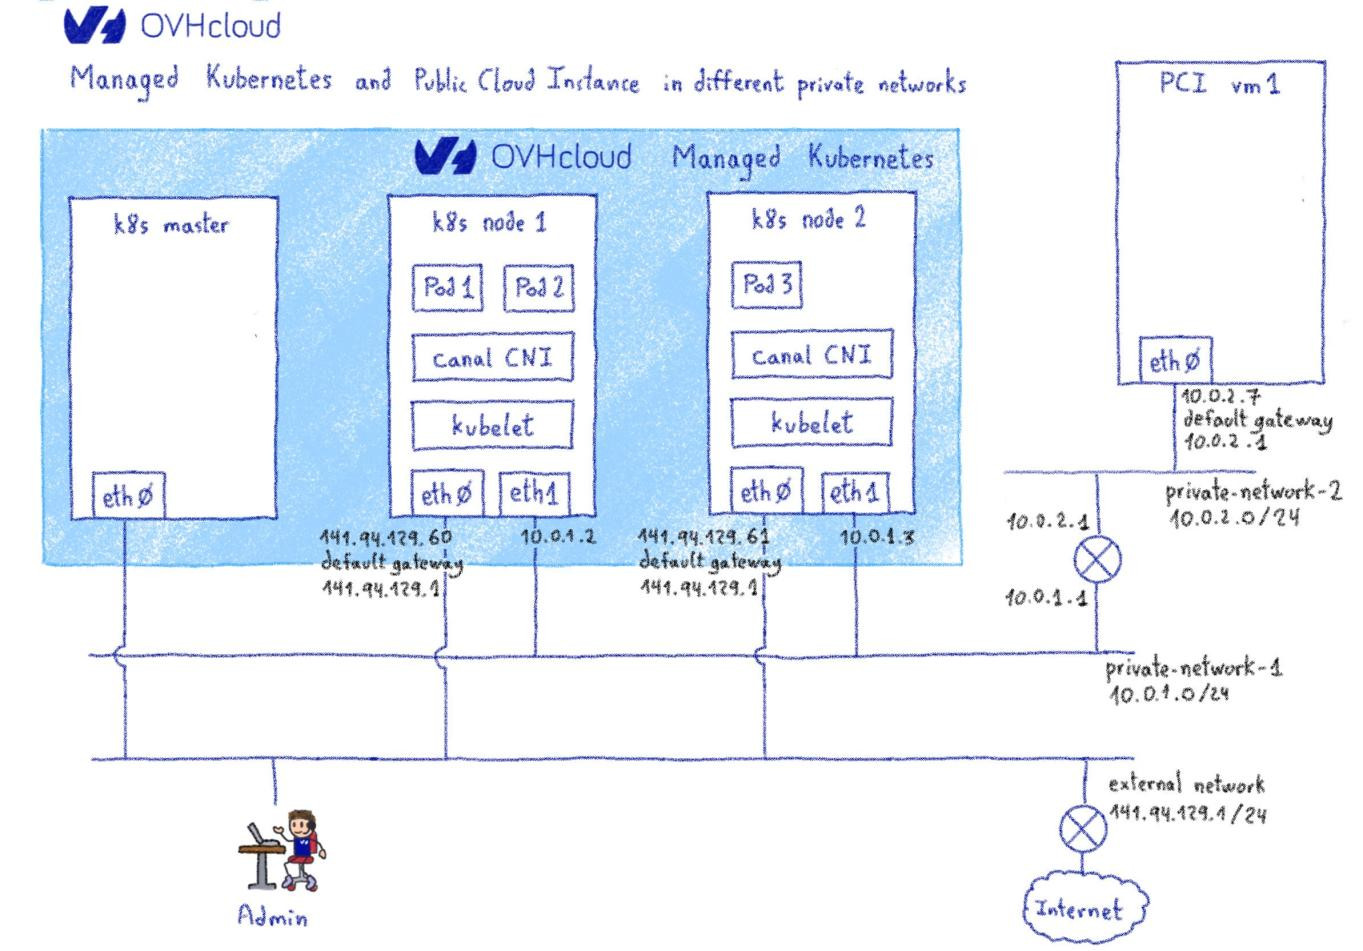 OVHcloud
Managed Kubernetes and Public Cloud Instance in different private networks
PCI vm1
OVHcloud Managed Kubernetes
k8s master
k8s node 1
k8s node 2
Pod 1
Pod 2
Pod 3
canal CNI
canal CNI
kubelet
kubelet
eth0
eth0
eth1
eth0
eth1
eth0
10.0.2.7
default gateway
10.0.2.1
141.94.129.60
default gateway
141.94.129.1
10.0.1.2
141.94.129.61
default gateway
141.94.129.1
10.0.1.3
private-network-2
10.0.2.0/24
10.0.2.1
10.0.1.1
private-network-1
10.0.1.0/24
external network
141.94.129.1/24
Admin
Internet